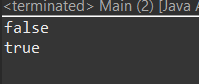 <terminated> Main (2) [Java A
false
true